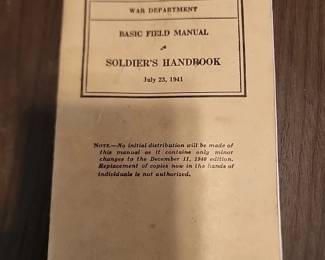 WAR DEPARTMENT
BASIC FIELD MANUAL
SOLDIER'S HANDBOOK
July 23, 1941
NOTE.—No initial distribution will be made of
this manual as it contains only minor
changes to the December 11, 1940 edition.
Replacement of copies now in the hands of
individuals is not authorized.